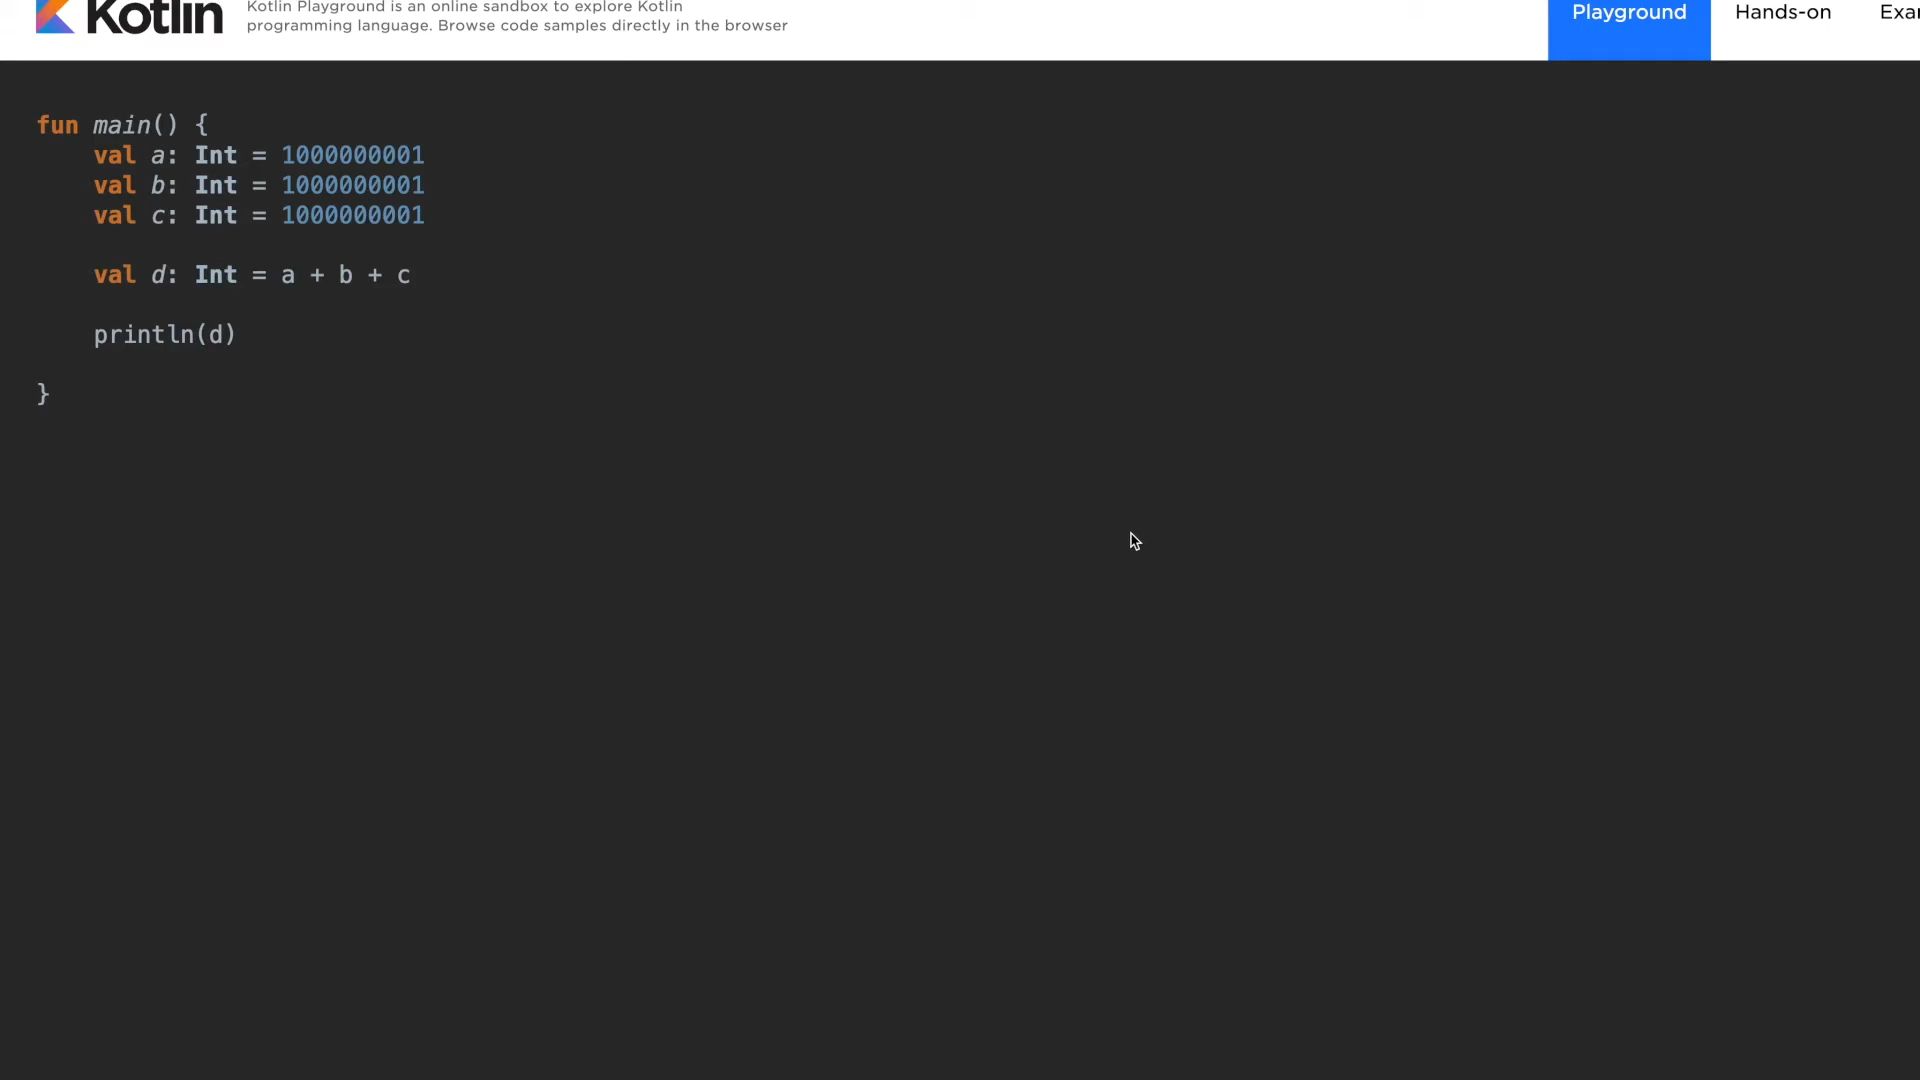 Kotlin
Kotlin Playground is an online sandbox to explore Kotlin
programming language. Browse code samples directly in the browser
Playground
Hands-on
Exa
fun main() {
    val a: Int = 1000000001
    val b: Int = 1000000001
    val c: Int = 1000000001
    val d: Int = a + b + c
    println(d)
}